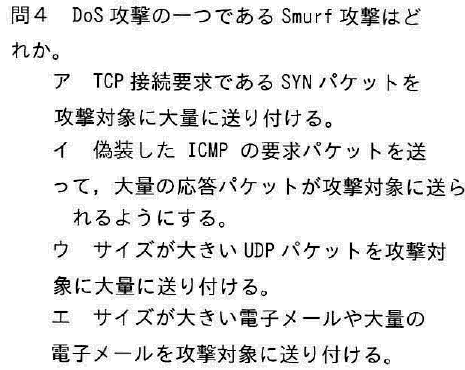 問４　DoS 攻撃の一つである Smurf 攻撃はど
れか。
ア　TCP 接続要求である SYN パケットを
攻撃対象に大量に送り付ける。
イ　偽装した ICMP の要求パケットを送
って，大量の応答パケットが攻撃対象に送ら
れるようにする。
ウ　サイズが大きい UDP パケットを攻撃対
象に大量に送り付ける。
エ　サイズが大きい電子メールや大量の
電子メールを攻撃対象に送り付ける。